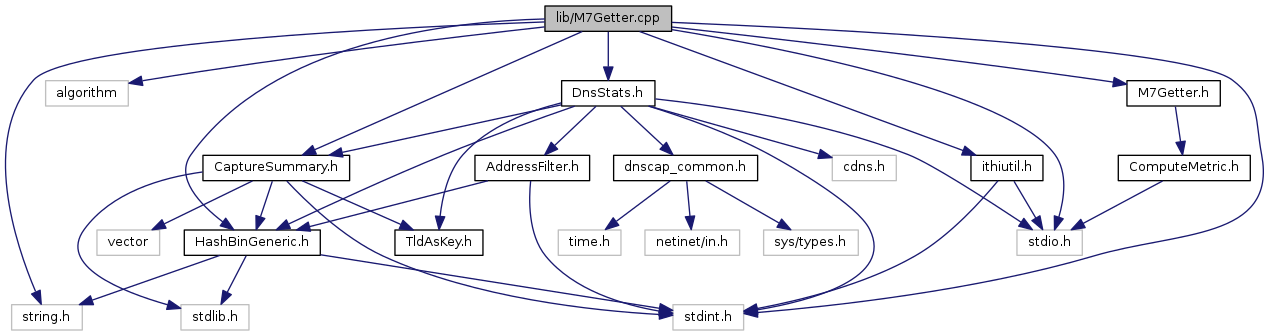 lib/M7Getter.cpp
algorithm
DnsStats.h
M7Getter.h
CaptureSummary.h
AddressFilter.h
dnscap_common.h
cdns.h
ithiutil.h
ComputeMetric.h
vector
HashBinGeneric.h
TldAsKey.h
time.h
netinet/in.h
sys/types.h
stdio.h
string.h
stdlib.h
stdint.h